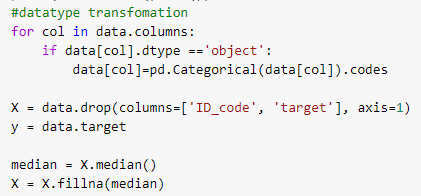 #datatype transfomation
for col in data.columns:
    if data[col].dtype =='object':
        data[col]=pd.Categorical(data[col]).codes
X = data.drop(columns=['ID_code', 'target'], axis=1)
y = data.target
median = X.median()
X = X.fillna(median)